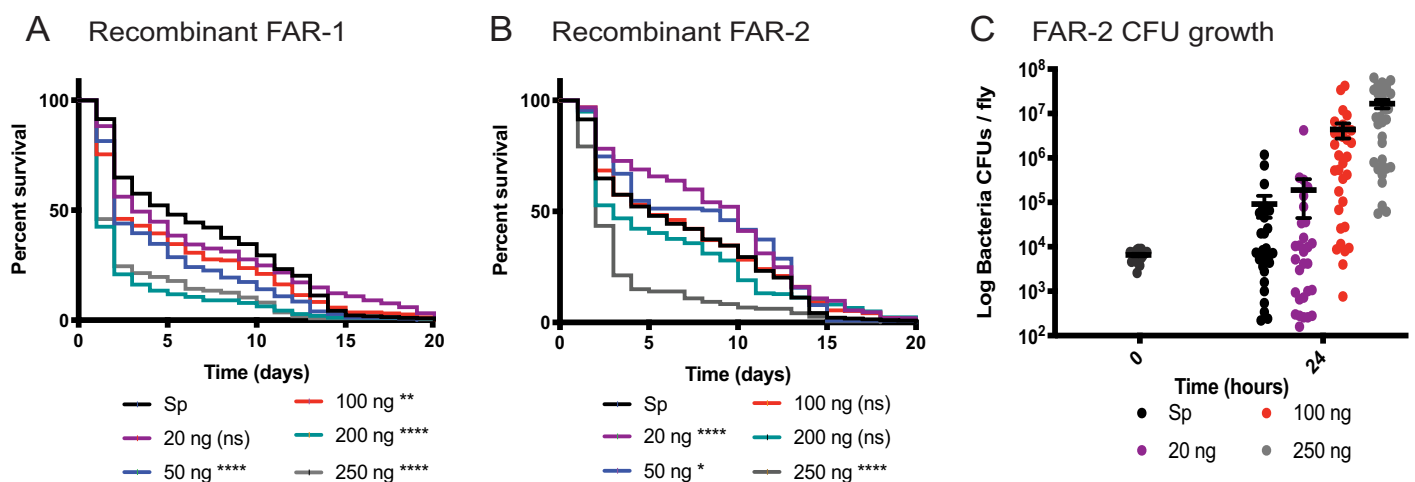 A Recombinant FAR-1
Percent survival
100
50
0
0 5 10 15 20
Time (days)
Sp
20 ng (ns)
50 ng ****
100 ng **
200 ng ****
250 ng ****
B Recombinant FAR-2
Percent survival
100
50
0
0 5 10 15 20
Time (days)
Sp
20 ng ****
50 ng *
100 ng (ns)
200 ng (ns)
250 ng ****
C FAR-2 CFU growth
Log Bacteria CFUs / fly
10⁸
10⁷
10⁶
10⁵
10⁴
10³
10²
0 24
Time (hours)
Sp
20 ng
100 ng
250 ng